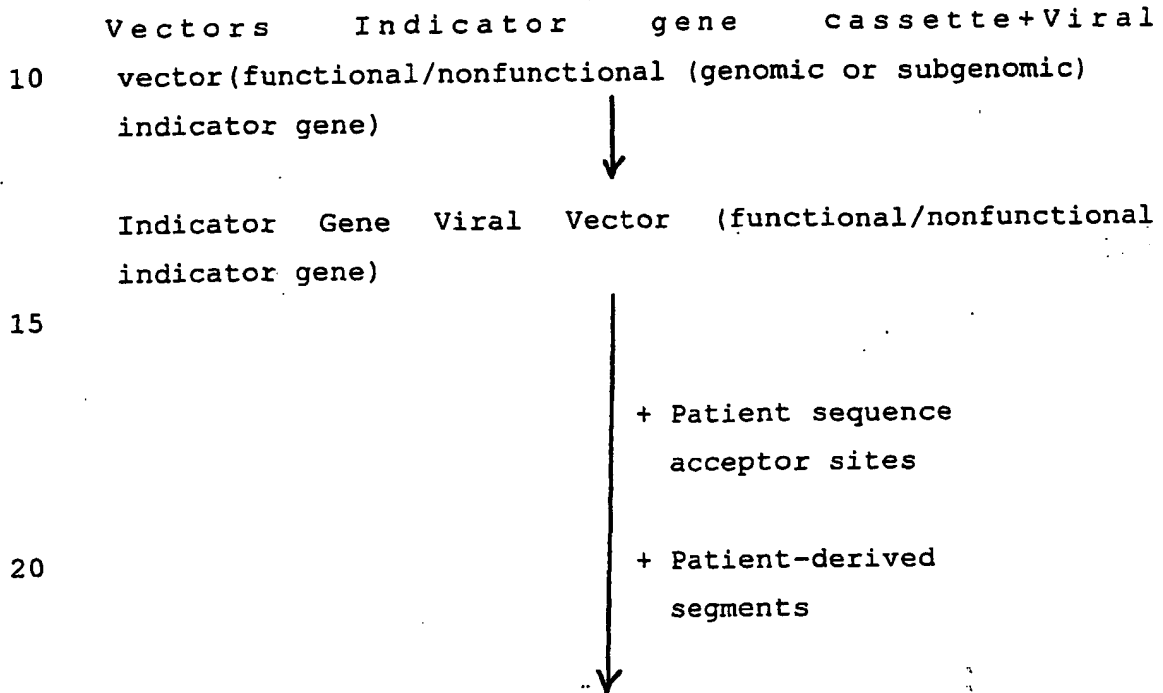 Vectors Indicator gene cassette+Viral
10 vector(functional/nonfunctional (genomic or subgenomic)
indicator gene)
Indicator Gene Viral Vector (functional/nonfunctional
indicator gene)
15
+ Patient sequence
acceptor sites
20 + Patient-derived
segments